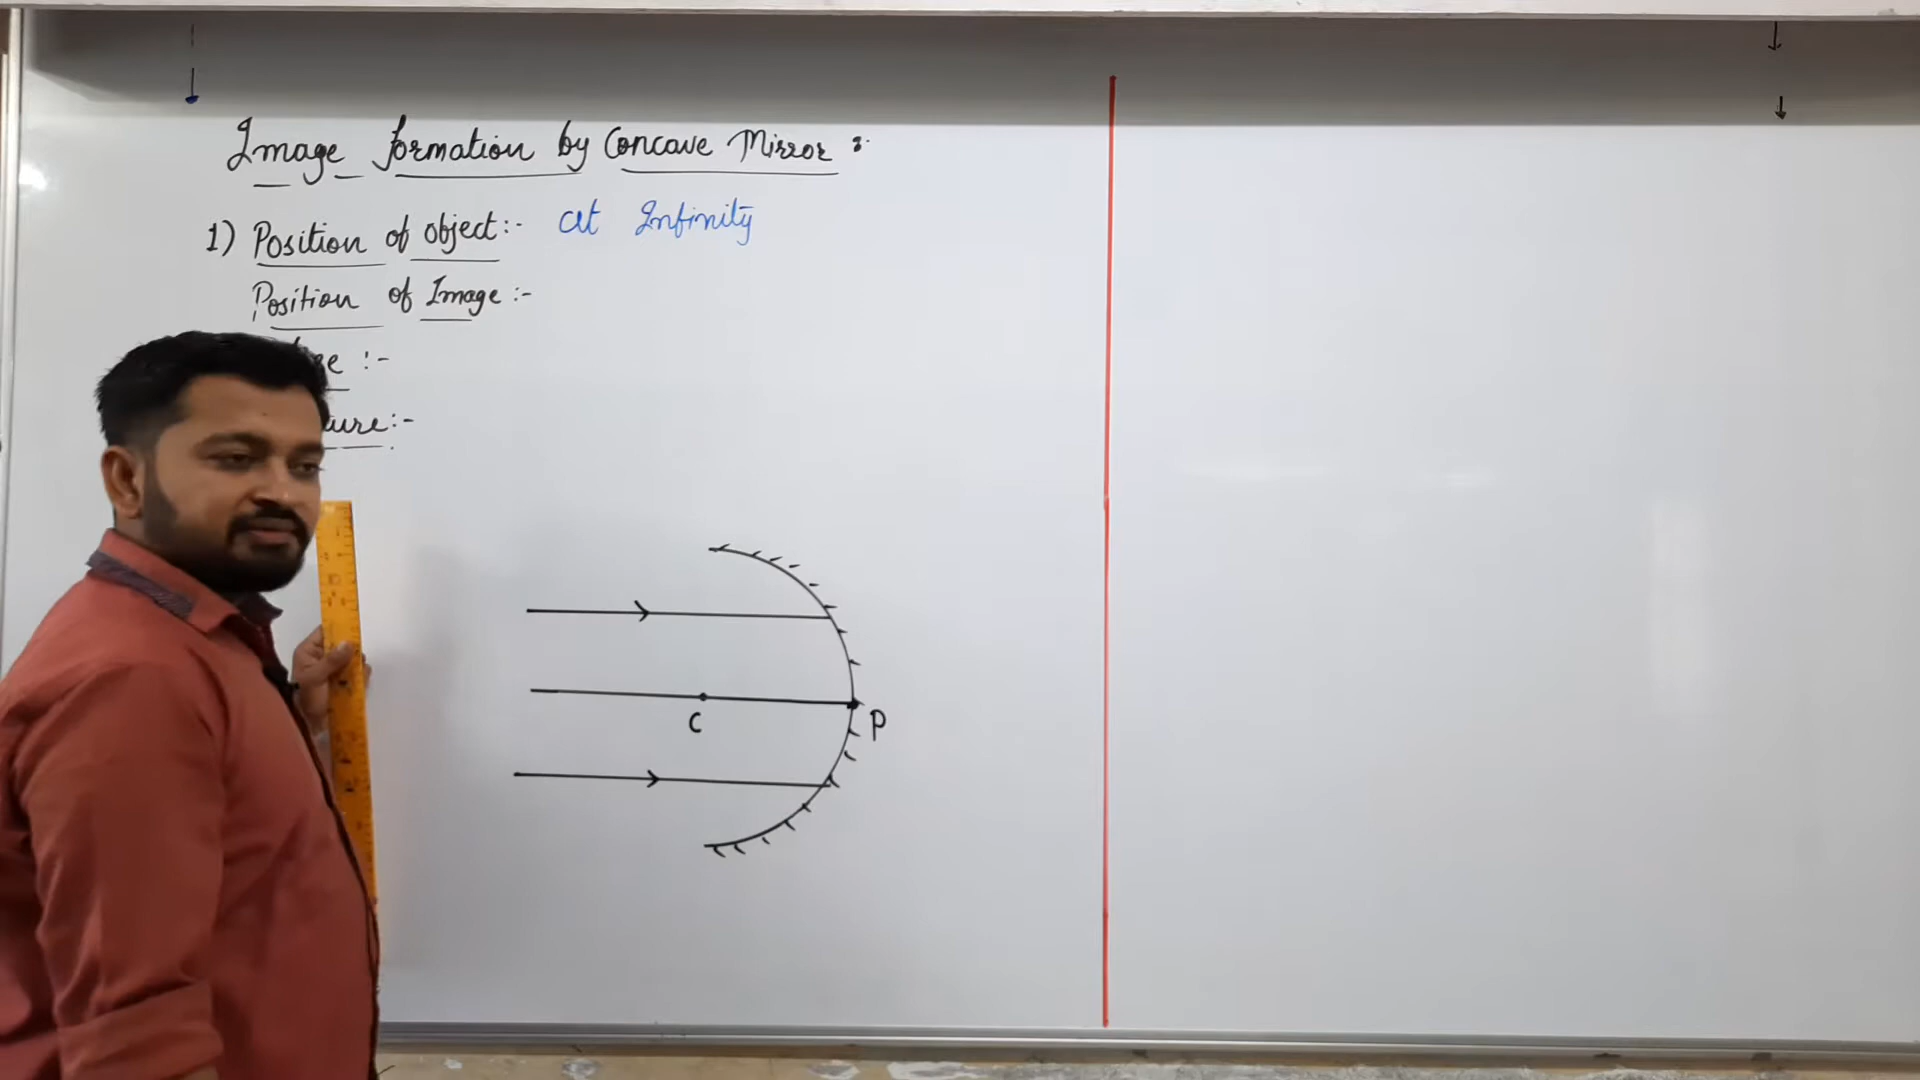 Image formation by Concave Mirror :-
1) Position of object:- at Infinity
Position of Image :-
:-
:-
C
P